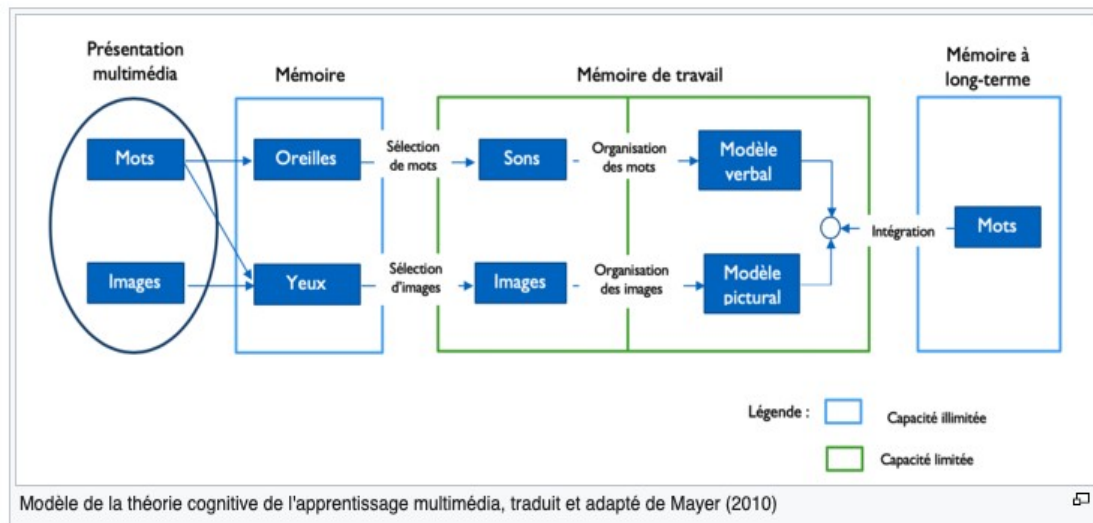 Présentation
multimédia
Mémoire
Mémoire de travail
Mémoire à
long-terme
Mots
Oreilles
Sélection
de mots
Sons
Organisation
des mots
Modèle
verbal
Intégration
Mots
Images
Yeux
Sélection
d'images
Images
Organisation
des images
Modèle
pictural
Légende :
Capacité illimitée
Capacité limitée
Modèle de la théorie cognitive de l'apprentissage multimédia, traduit et adapté de Mayer (2010)